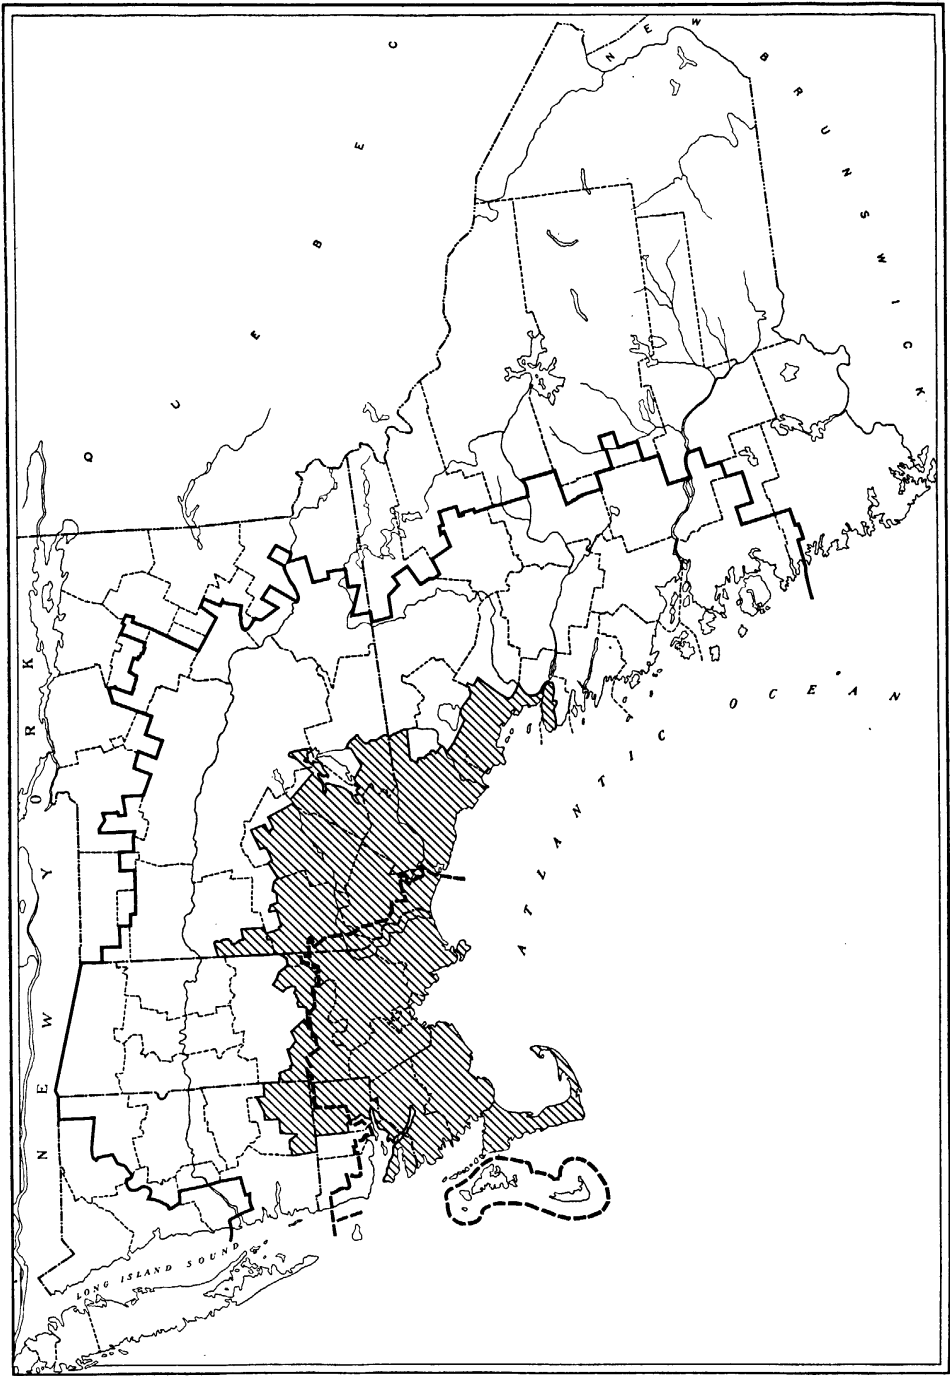 QUEBEC
NEW BRUNSWICK
NEW YORK
ATLANTIC OCEAN
LONG ISLAND SOUND